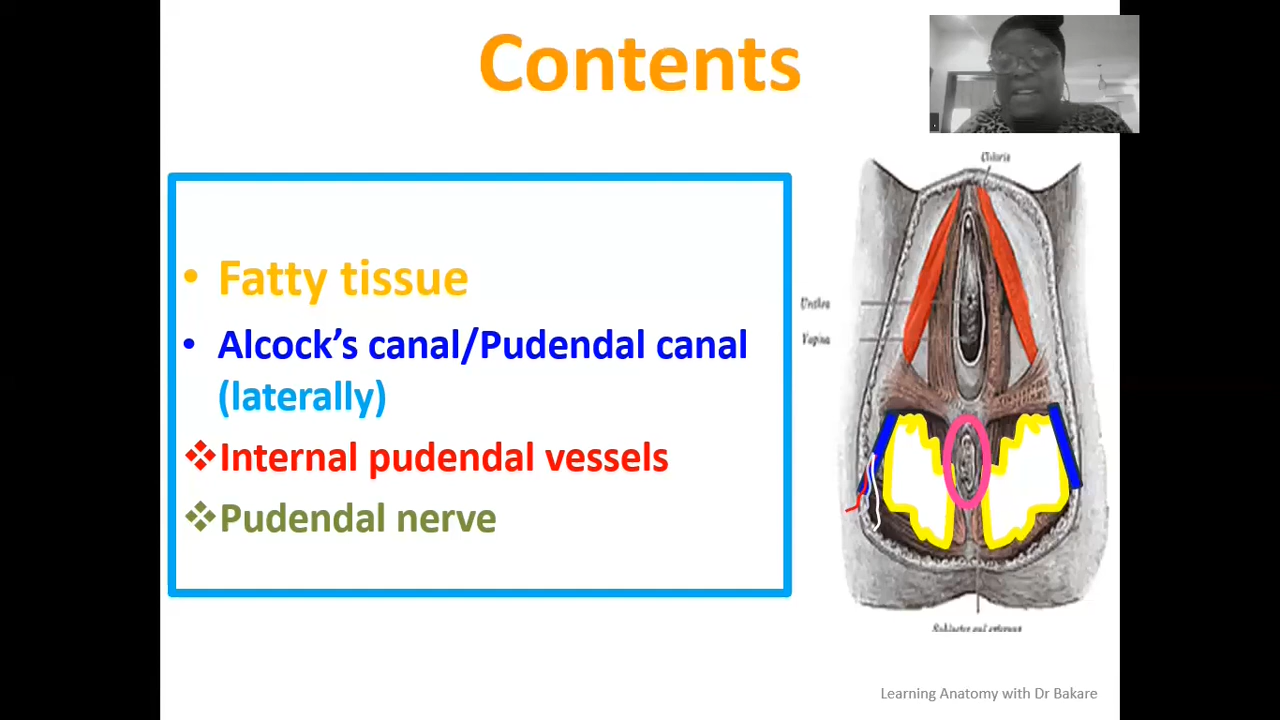 Contents
• Fatty tissue
• Alcock's canal/Pudendal canal
(laterally)
❖Internal pudendal vessels
❖Pudendal nerve
Clitoris
Urethra
Vagina
Learning Anatomy with Dr Bakare